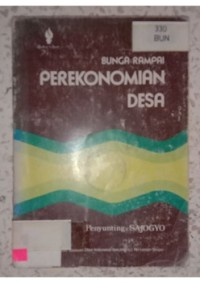 330
BUN
BUNGA RAMPAI
PEREKONOMIAN
DESA
Penyunting : SAJOGYO